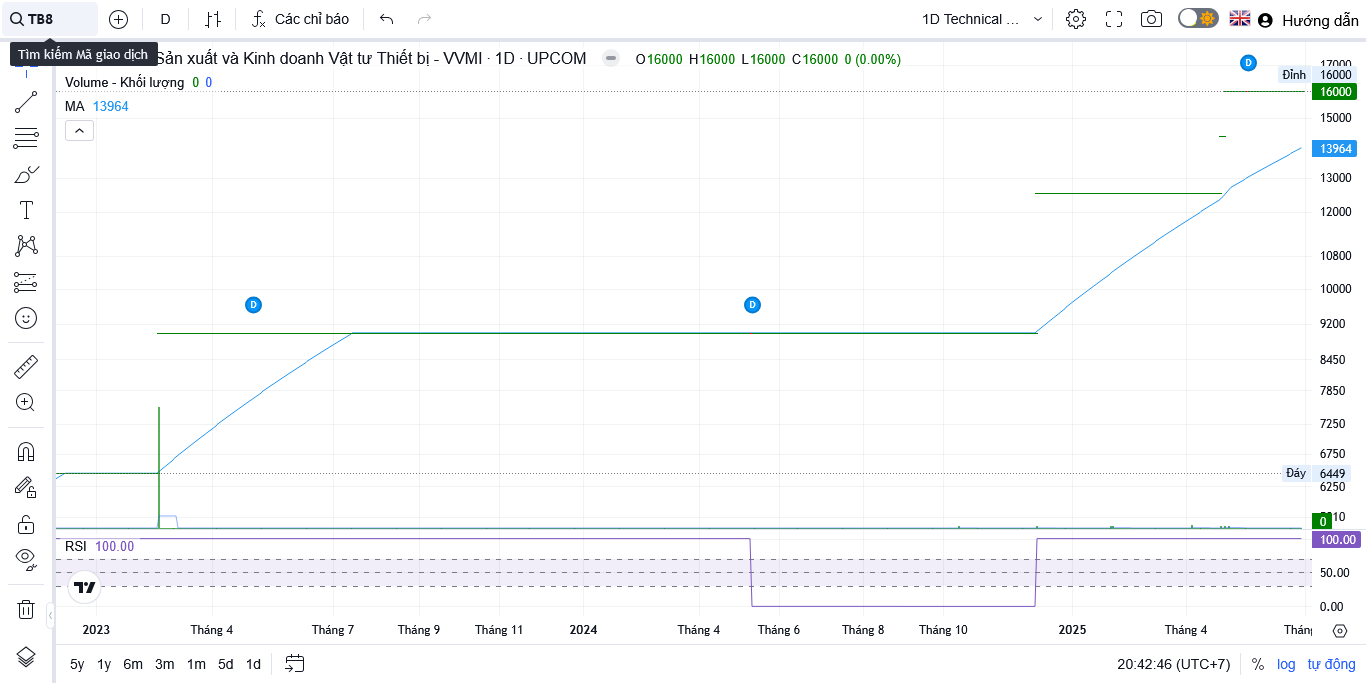 TB8
D
Các chỉ báo
1D Technical ...
Hướng dẫn
Tìm kiếm Mã giao dịch
Sản xuất và Kinh doanh Vật tư Thiết bị - VVMI · 1D · UPCOM
O16000 H16000 L16000 C16000 0 (0.00%)
Volume - Khối lượng 0 0
MA 13964
D
D
D
17000
Đỉnh 16000
16000
15000
13964
13000
12000
10800
10000
9200
8450
7850
7250
6750
Đáy 6449
6250
0
RSI 100.00
100.00
50.00
0.00
2023 Tháng 4 Tháng 7 Tháng 9 Tháng 11 2024 Tháng 4 Tháng 6 Tháng 8 Tháng 10 2025 Tháng 4
5y 1y 6m 3m 1m 5d 1d
20:42:46 (UTC+7) % log tự động